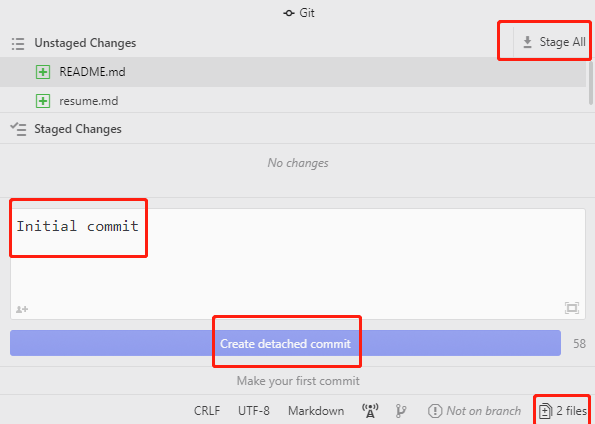 Git
Unstaged Changes
Stage All
README.md
resume.md
Staged Changes
No changes
Initial commit
Create detached commit
58
Make your first commit
CRLF UTF-8 Markdown Not on branch 2 files